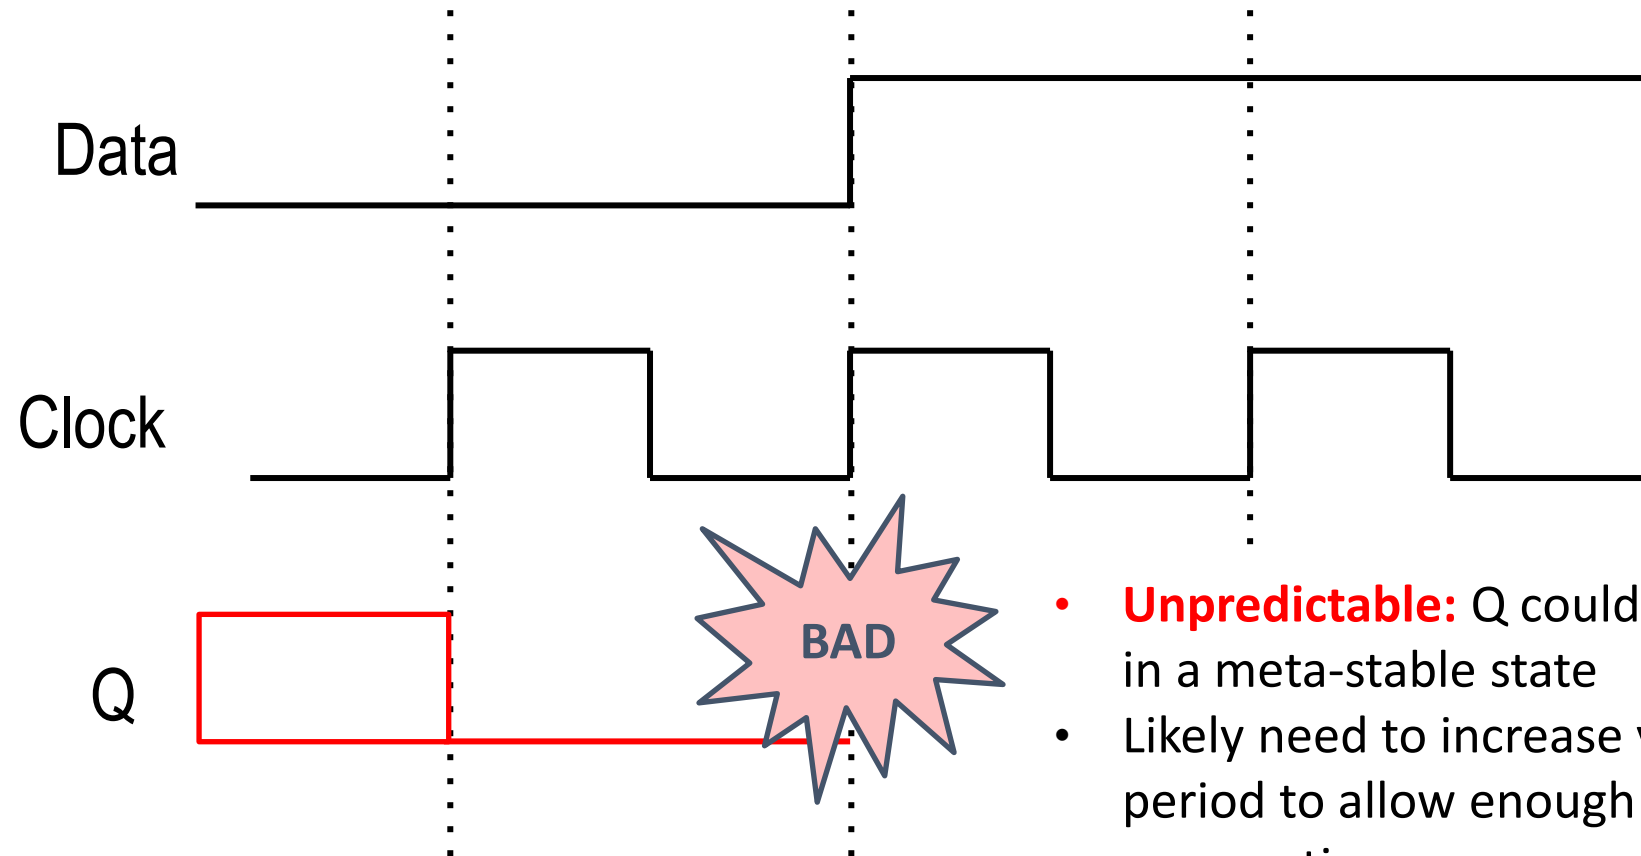 Data
Clock
Q
BAD
• Unpredictable: Q could
in a meta-stable state
• Likely need to increase
period to allow enough